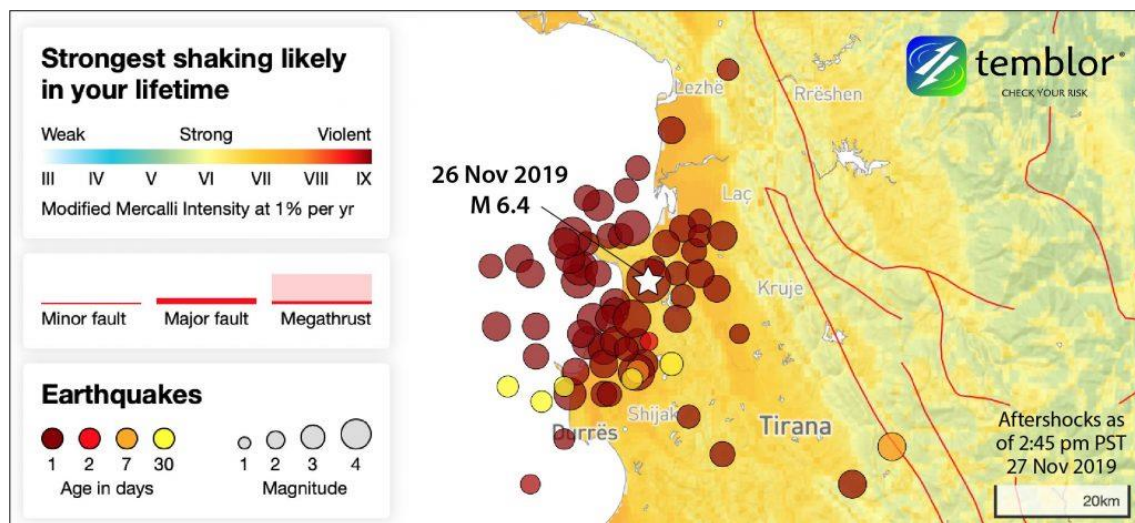 Strongest shaking likely
in your lifetime
Weak Strong Violent
III IV V VI VII VIII IX
Modified Mercalli Intensity at 1% per yr
Minor fault Major fault Megathrust
Earthquakes
1 2 7 30
Age in days
1 2 3 4
Magnitude
26 Nov 2019
M 6.4
Lezhë
Rrëshen
Laç
Kruje
Shijak
Durrës
Tirana
temblor®
CHECK YOUR RISK
Aftershocks as
of 2:45 pm PST
27 Nov 2019
20km